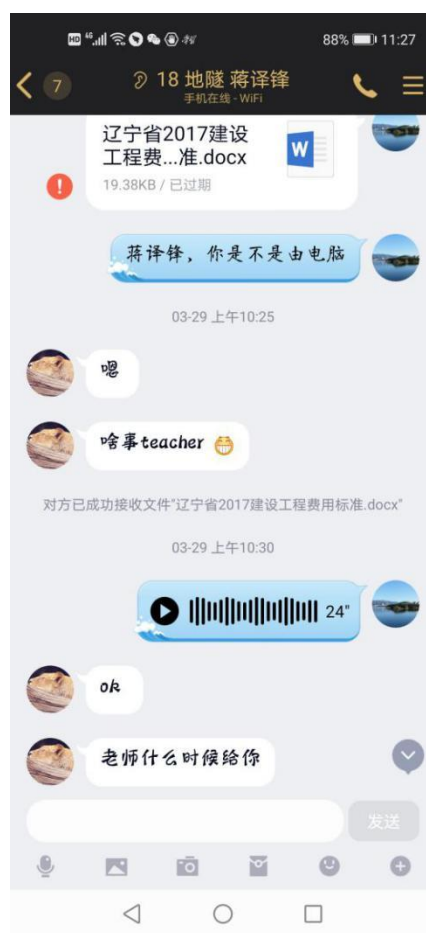 HD 4G 88% 11:27
7 18 地隧 蒋译锋
手机在线 - WiFi
辽宁省2017建设
工程费...准.docx
W
19.38KB / 已过期
蒋译锋，你是不是由电脑
03-29 上午10:25
嗯
啥事teacher
对方已成功接收文件"辽宁省2017建设工程费用标准.docx"
03-29 上午10:30
24"
ok
老师什么时候给你
发送